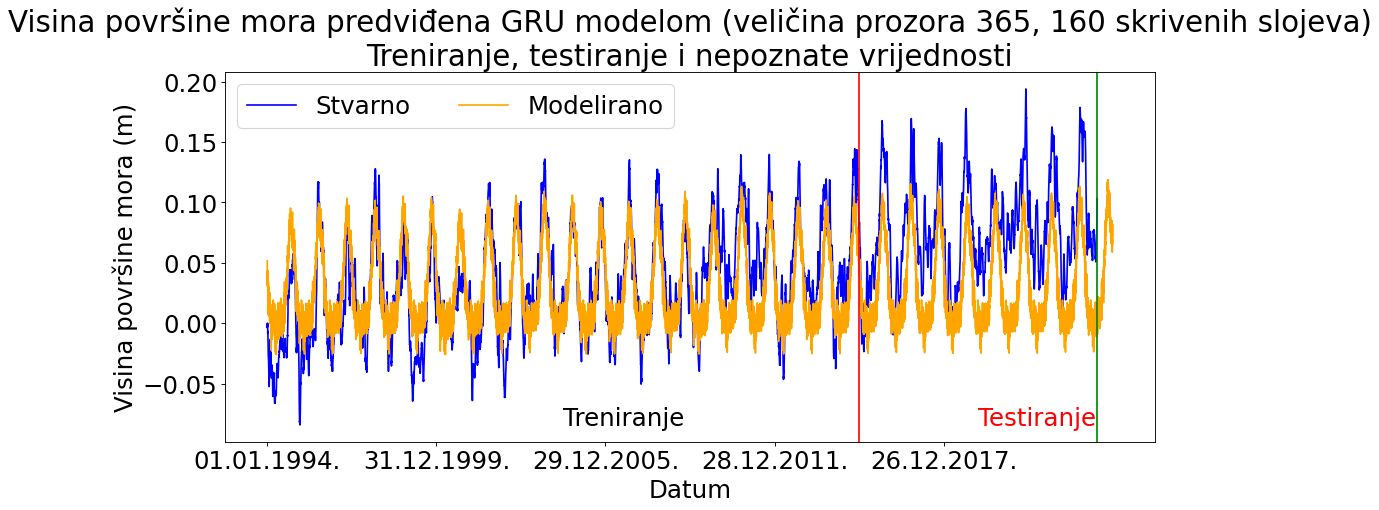 Visina površine mora predviđena GRU modelom (veličina prozora 365, 160 skrivenih slojeva)
Treniranje, testiranje i nepoznate vrijednosti
Stvarno
Modelirano
Visina površine mora (m)
0.20
0.15
0.10
0.05
0.00
−0.05
Treniranje
Testiranje
01.01.1994.
31.12.1999.
29.12.2005.
28.12.2011.
26.12.2017.
Datum